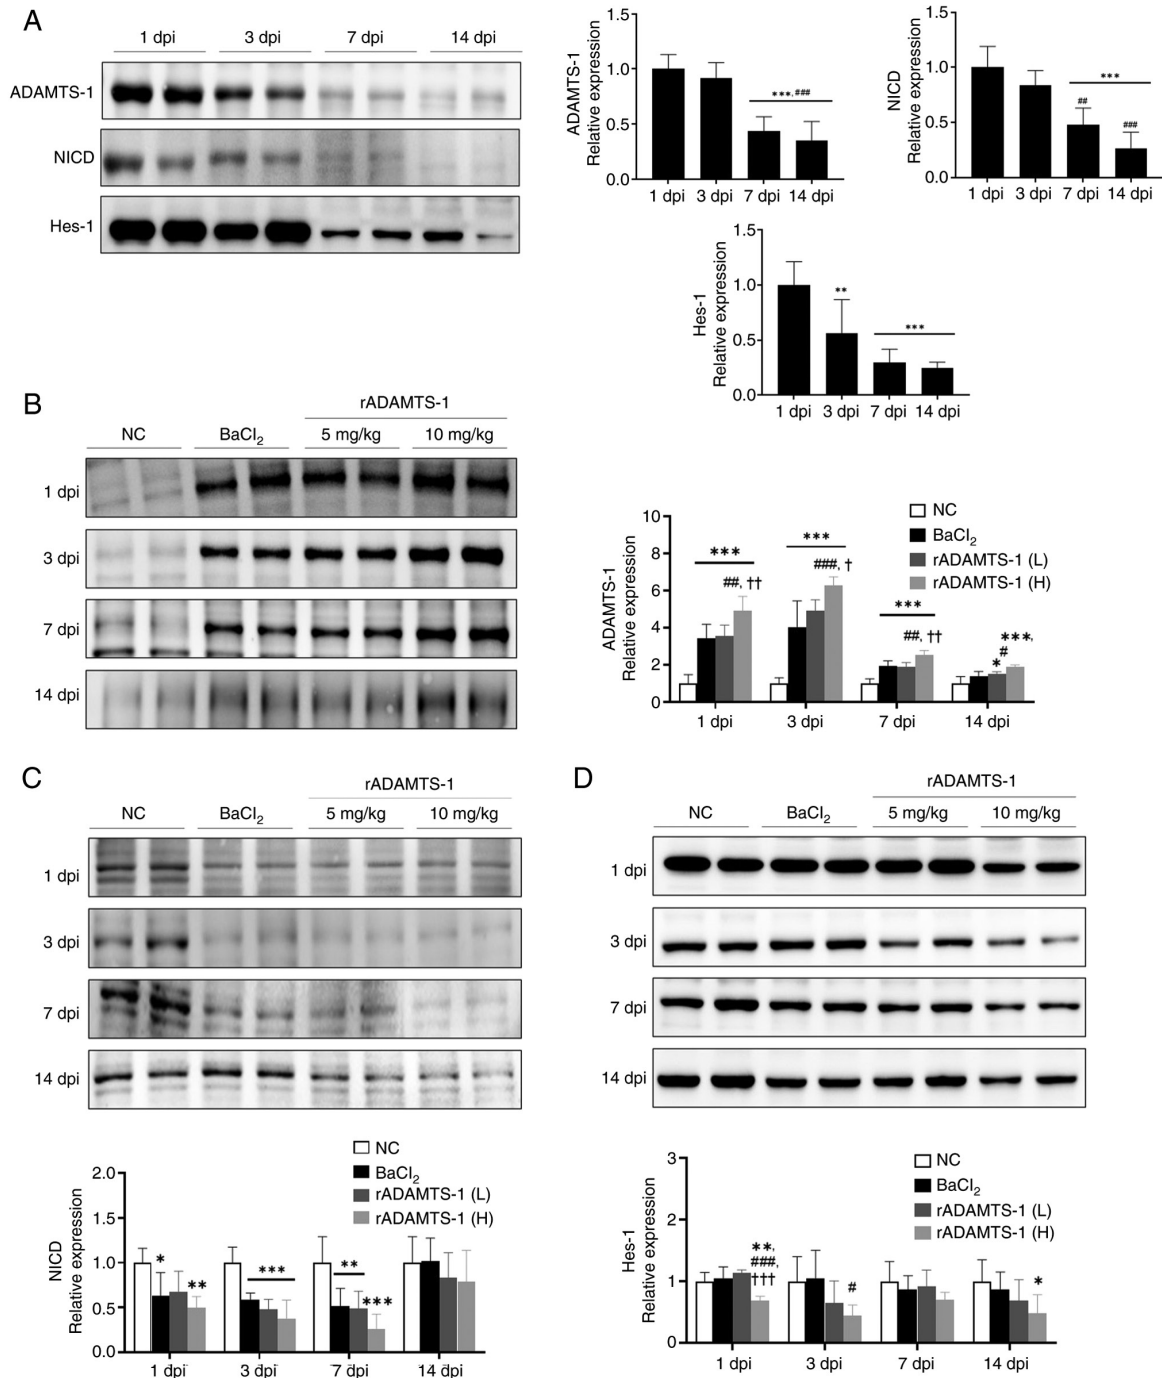 A
1 dpi 3 dpi 7 dpi 14 dpi
ADAMTS-1
NICD
Hes-1
ADAMTS-1
Relative expression
1.5
1.0
0.5
0.0
***, ###
1 dpi 3 dpi 7 dpi 14 dpi
NICD
Relative expression
1.5
1.0
0.5
0.0
***
##
###
1 dpi 3 dpi 7 dpi 14 dpi
Hes-1
Relative expression
1.5
1.0
0.5
0.0
**
***
1 dpi 3 dpi 7 dpi 14 dpi
B
rADAMTS-1
NC BaCl₂ 5 mg/kg 10 mg/kg
1 dpi
3 dpi
7 dpi
14 dpi
NC
BaCl₂
rADAMTS-1 (L)
rADAMTS-1 (H)
ADAMTS-1
Relative expression
10
8
6
4
2
0
***
##, ††
***
###, †
***
##, ††
*
***,
#
1 dpi 3 dpi 7 dpi 14 dpi
C
rADAMTS-1
NC BaCl₂ 5 mg/kg 10 mg/kg
1 dpi
3 dpi
7 dpi
14 dpi
NC
BaCl₂
rADAMTS-1 (L)
rADAMTS-1 (H)
NICD
Relative expression
2.0
1.5
1.0
0.5
0.0
*
**
***
**
***
1 dpi 3 dpi 7 dpi 14 dpi
D
rADAMTS-1
NC BaCl₂ 5 mg/kg 10 mg/kg
1 dpi
3 dpi
7 dpi
14 dpi
NC
BaCl₂
rADAMTS-1 (L)
rADAMTS-1 (H)
Hes-1
Relative expression
3
2
1
0
**,
###,
†††
#
*
1 dpi 3 dpi 7 dpi 14 dpi